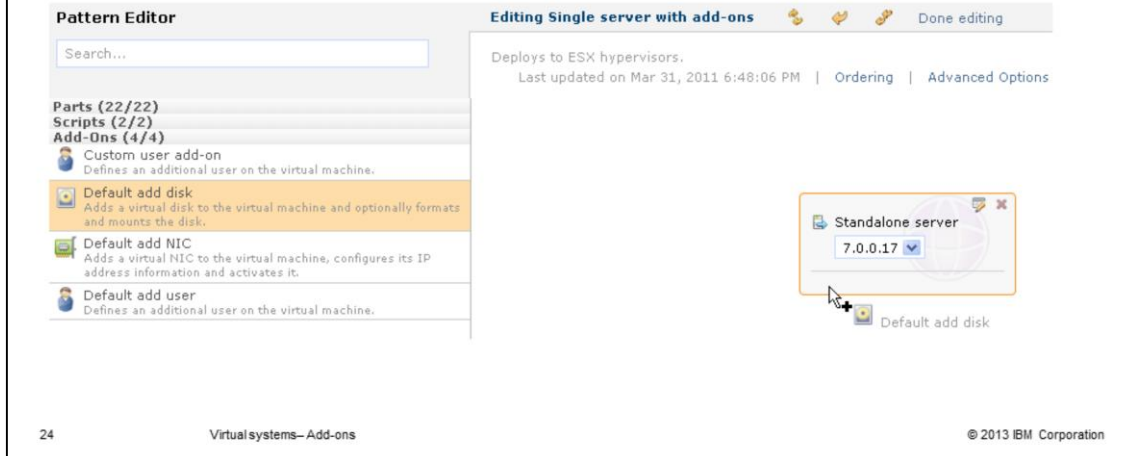 Pattern Editor
Editing Single server with add-ons
Done editing
Search...
Deploys to ESX hypervisors.
Last updated on Mar 31, 2011 6:48:06 PM | Ordering | Advanced Options
Parts (22/22)
Scripts (2/2)
Add-Ons (4/4)
Custom user add-on
Defines an additional user on the virtual machine.
Default add disk
Adds a virtual disk to the virtual machine and optionally formats
and mounts the disk.
Default add NIC
Adds a virtual NIC to the virtual machine, configures its IP
address information and activates it.
Default add user
Defines an additional user on the virtual machine.
Standalone server
7.0.0.17
Default add disk
24
Virtual systems– Add-ons
© 2013 IBM Corporation